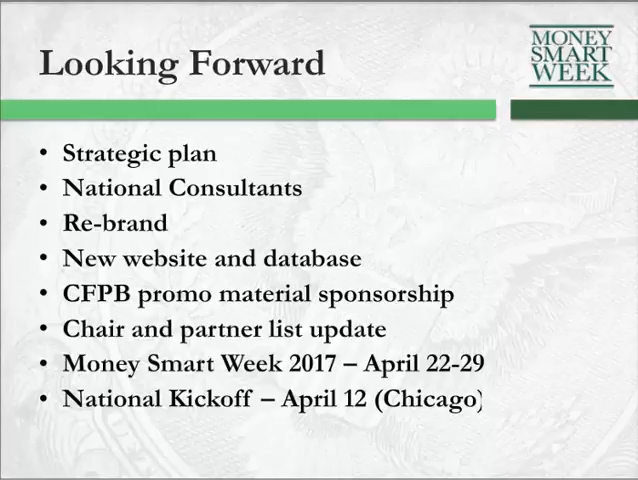 Looking Forward
MONEY
SMART
WEEK
• Strategic plan
• National Consultants
• Re-brand
• New website and database
• CFPB promo material sponsorship
• Chair and partner list update
• Money Smart Week 2017 – April 22-29
• National Kickoff – April 12 (Chicago)